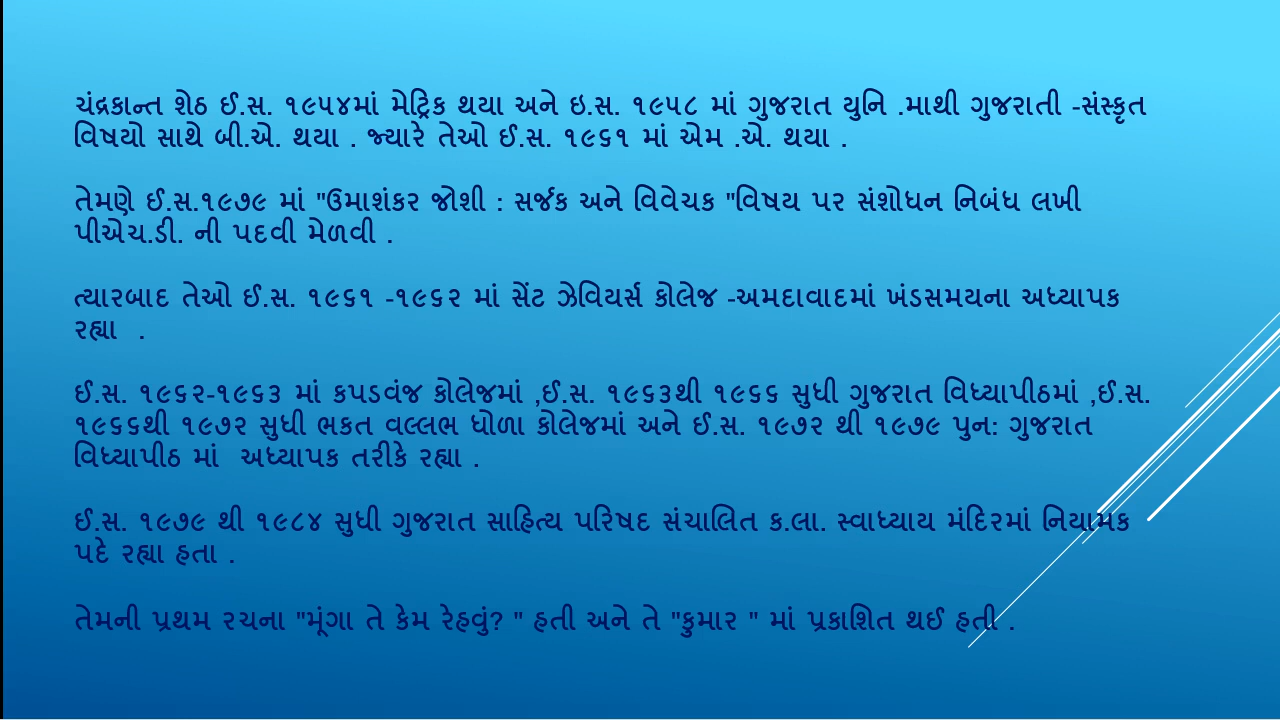 ચંદ્રકાન્ત શેઠ ઈ.સ. ૧૯૫૪માં મેટ્રિક થયા અને ઇ.સ. ૧૯૫૮ માં ગુજરાત યુનિ .માથી ગુજરાતી -સંસ્કૃત
વિષયો સાથે બી.એ. થયા . જ્યારે તેઓ ઈ.સ. ૧૯૬૧ માં એમ .એ. થયા .
તેમણે ઈ.સ.૧૯૭૯ માં "ઉમાશંકર જોશી : સર્જક અને વિવેચક "વિષય પર સંશોધન નિબંધ લખી
પીએચ.ડી. ની પદવી મેળવી .
ત્યારબાદ તેઓ ઈ.સ. ૧૯૬૧ -૧૯૬૨ માં સેંટ ઝેવિયર્સ કોલેજ -અમદાવાદમાં ખંડસમયના અધ્યાપક
રહ્યા .
ઈ.સ. ૧૯૬૨-૧૯૬૩ માં કપડવંજ કોલેજમાં ,ઈ.સ. ૧૯૬૩થી ૧૯૬૬ સુધી ગુજરાત વિધ્યાપીઠમાં ,ઈ.સ.
૧૯૬૬થી ૧૯૭૨ સુધી ભકત વલ્લભ ધોળા કોલેજમાં અને ઈ.સ. ૧૯૭૨ થી ૧૯૭૯ પુન: ગુજરાત
વિધ્યાપીઠ માં અધ્યાપક તરીકે રહ્યા .
ઈ.સ. ૧૯૭૯ થી ૧૯૮૪ સુધી ગુજરાત સાહિત્ય પરિષદ સંચાલિત ક.લા. સ્વાધ્યાય મંદિરમાં નિયામક
પદે રહ્યા હતા .
તેમની પ્રથમ રચના "મૂંગા તે કેમ રેહવું? " હતી અને તે "કુમાર " માં પ્રકાશિત થઈ હતી .